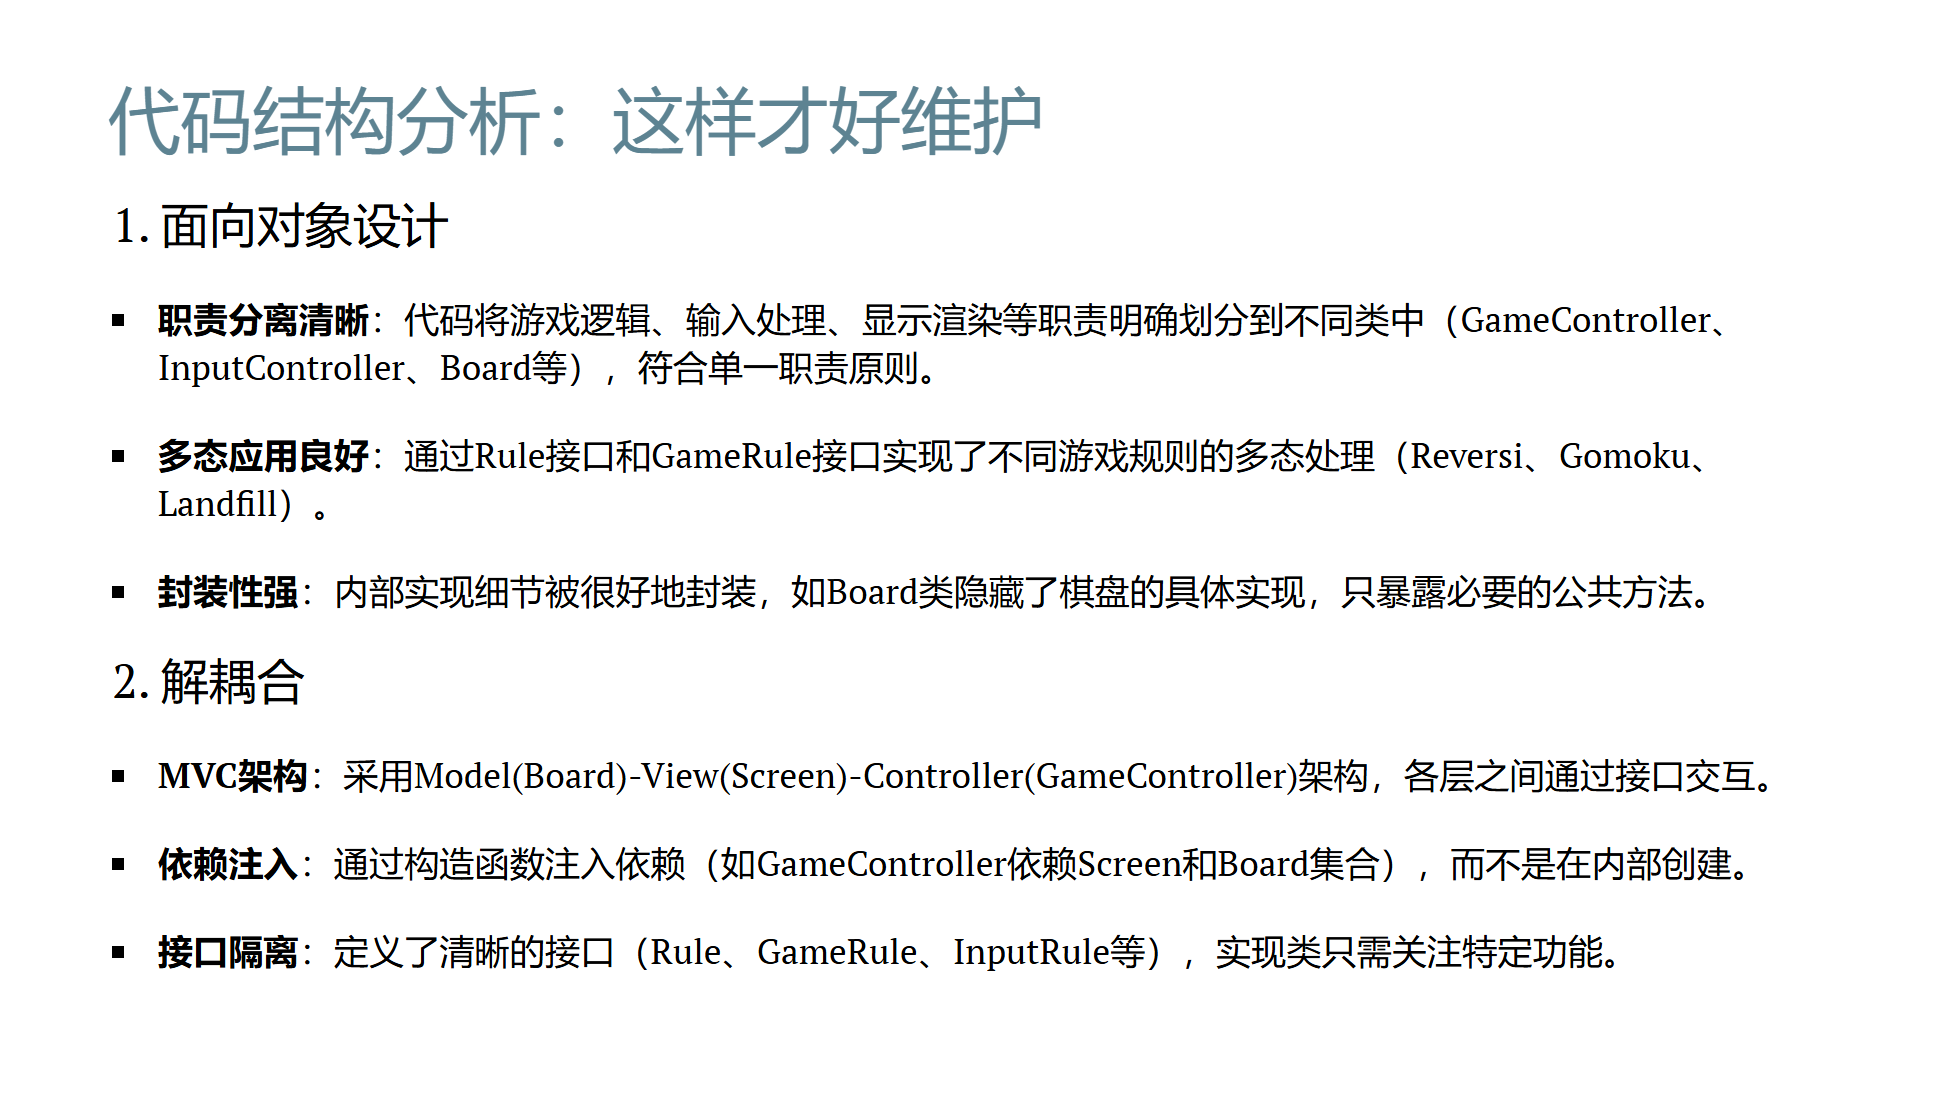 代码结构分析：这样才好维护
1. 面向对象设计
▪ 职责分离清晰：代码将游戏逻辑、输入处理、显示渲染等职责明确划分到不同类中（GameController、
InputController、Board等），符合单一职责原则。
▪ 多态应用良好：通过Rule接口和GameRule接口实现了不同游戏规则的多态处理（Reversi、Gomoku、
Landfill）。
▪ 封装性强：内部实现细节被很好地封装，如Board类隐藏了棋盘的具体实现，只暴露必要的公共方法。
2. 解耦合
▪ MVC架构：采用Model(Board)-View(Screen)-Controller(GameController)架构，各层之间通过接口交互。
▪ 依赖注入：通过构造函数注入依赖（如GameController依赖Screen和Board集合），而不是在内部创建。
▪ 接口隔离：定义了清晰的接口（Rule、GameRule、InputRule等），实现类只需关注特定功能。